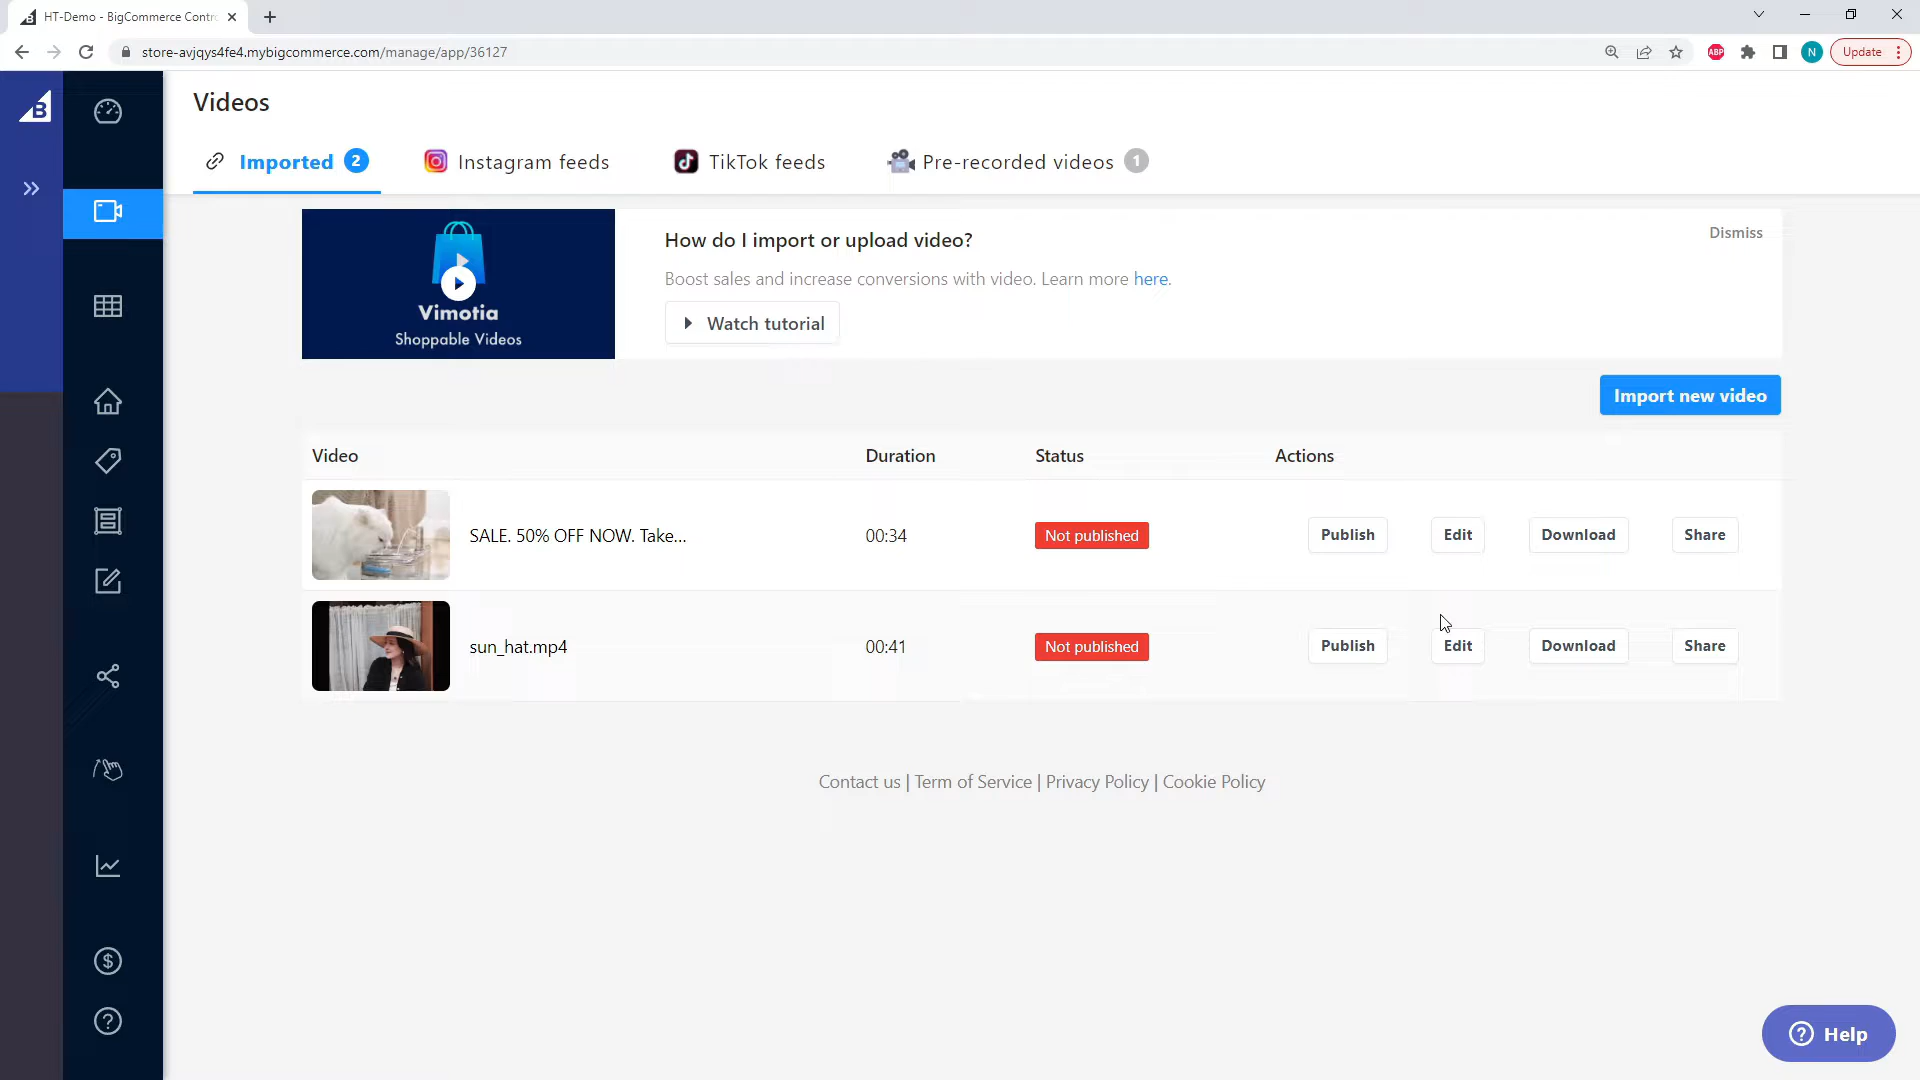 HT-Demo - BigCommerce Contro
store-avjqys4fe4.mybigcommerce.com/manage/app/36127
ABP
N
Update
B
Videos
Imported 2
Instagram feeds
TikTok feeds
Pre-recorded videos 1
Vimotia
Shoppable Videos
How do I import or upload video?
Dismiss
Boost sales and increase conversions with video. Learn more here.
Watch tutorial
Import new video
Video Duration Status Actions
SALE. 50% OFF NOW. Take... 00:34 Not published Publish Edit Download Share
sun_hat.mp4 00:41 Not published Publish Edit Download Share
Contact us | Term of Service | Privacy Policy | Cookie Policy
Help